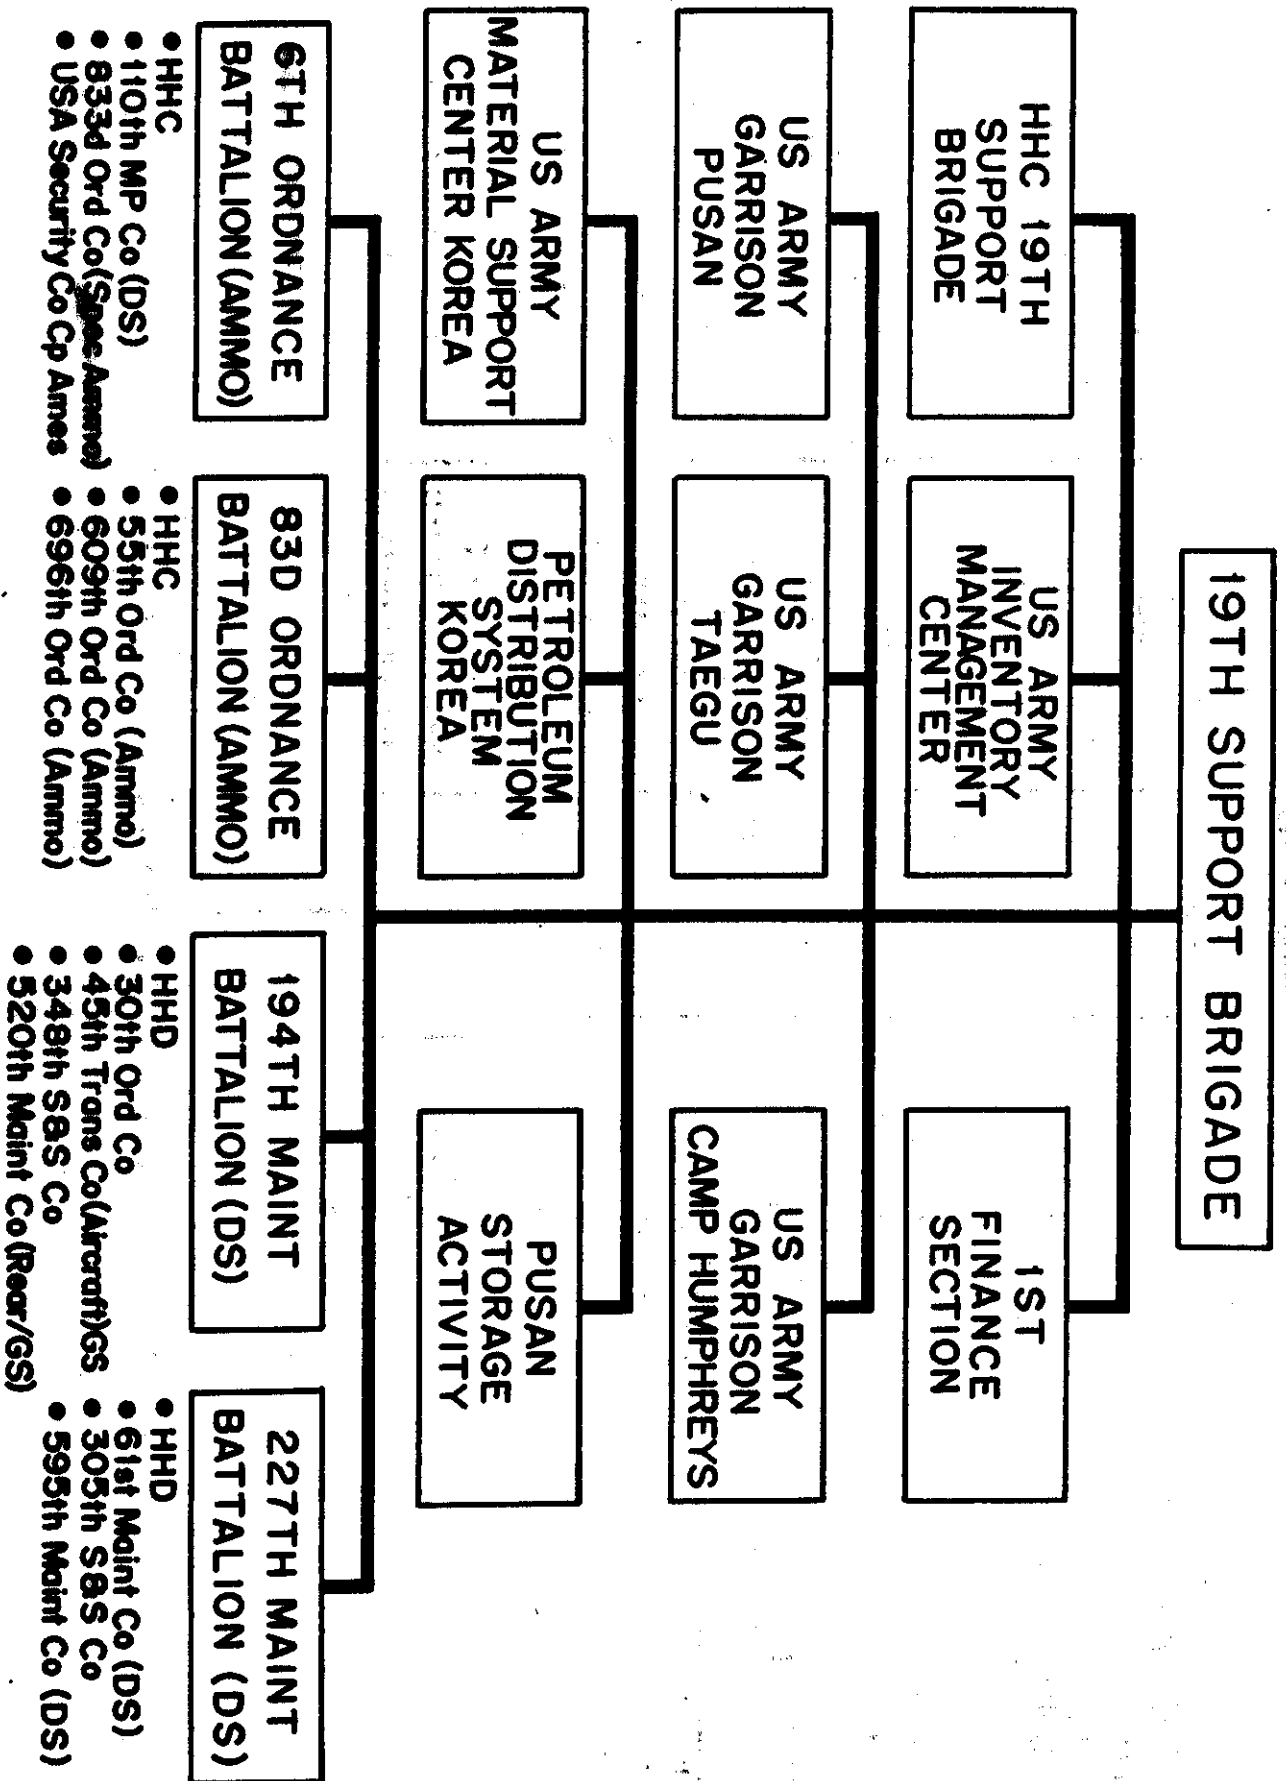 19TH SUPPORT BRIGADE
HHC 19TH
SUPPORT
BRIGADE
US ARMY
INVENTORY
MANAGEMENT
CENTER
1ST
FINANCE
SECTION
US ARMY
GARRISON
PUSAN
US ARMY
GARRISON
TAEGU
US ARMY
GARRISON
CAMP HUMPHREYS
US ARMY
MATERIAL SUPPORT
CENTER KOREA
PETROLEUM
DISTRIBUTION
SYSTEM
KOREA
PUSAN
STORAGE
ACTIVITY
6TH ORDNANCE
BATTALION (AMMO)
• HHC
• 110th MP Co (DS)
• 833d Ord Co (Spec Ammo)
• USA Security Co Cp Ames
83D ORDNANCE
BATTALION (AMMO)
• HHC
• 55th Ord Co (Ammo)
• 609th Ord Co (Ammo)
• 696th Ord Co (Ammo)
194TH MAINT
BATTALION (DS)
• HHD
• 30th Ord Co
• 45th Trans Co (Aircraft)GS
• 348th S&S Co
• 520th Maint Co (Rear/GS)
227TH MAINT
BATTALION (DS)
• HHD
• 61st Maint Co (DS)
• 305th S&S Co
• 595th Maint Co (DS)